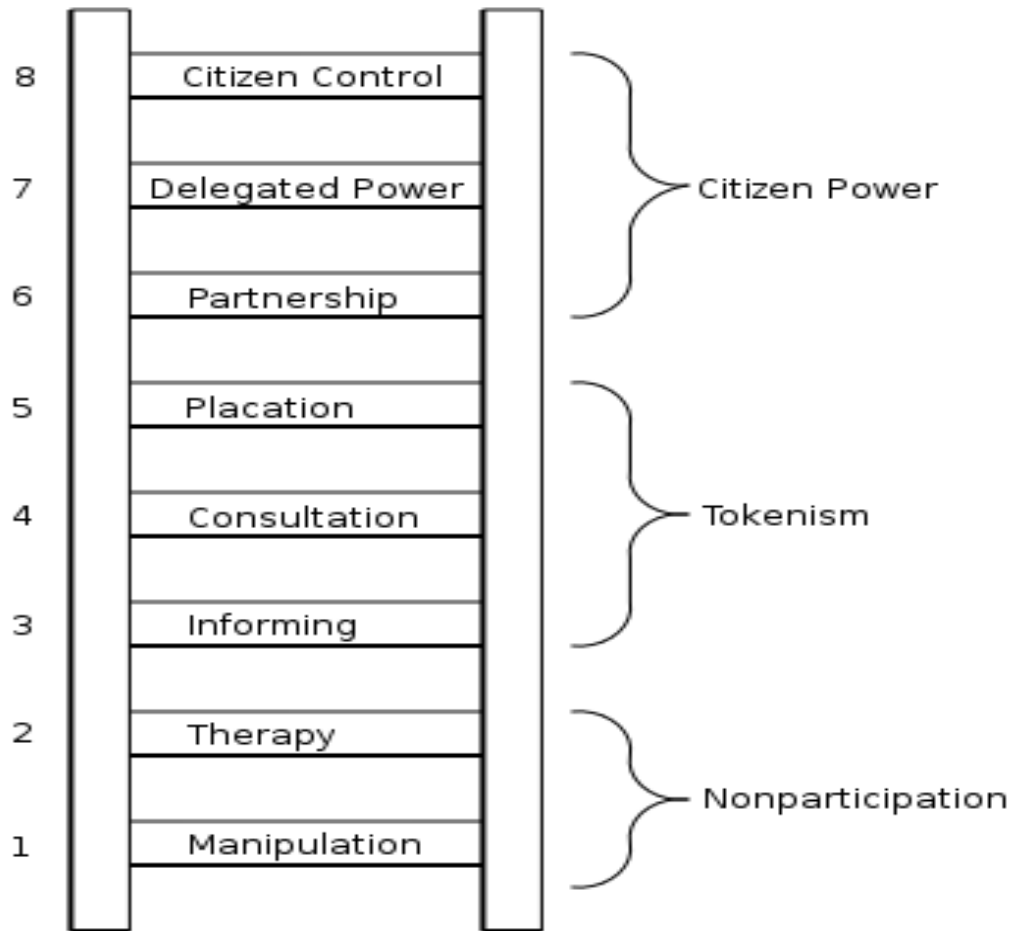 8 Citizen Control
7 Delegated Power
Citizen Power
6 Partnership
5 Placation
4 Consultation
Tokenism
3 Informing
2 Therapy
Nonparticipation
1 Manipulation